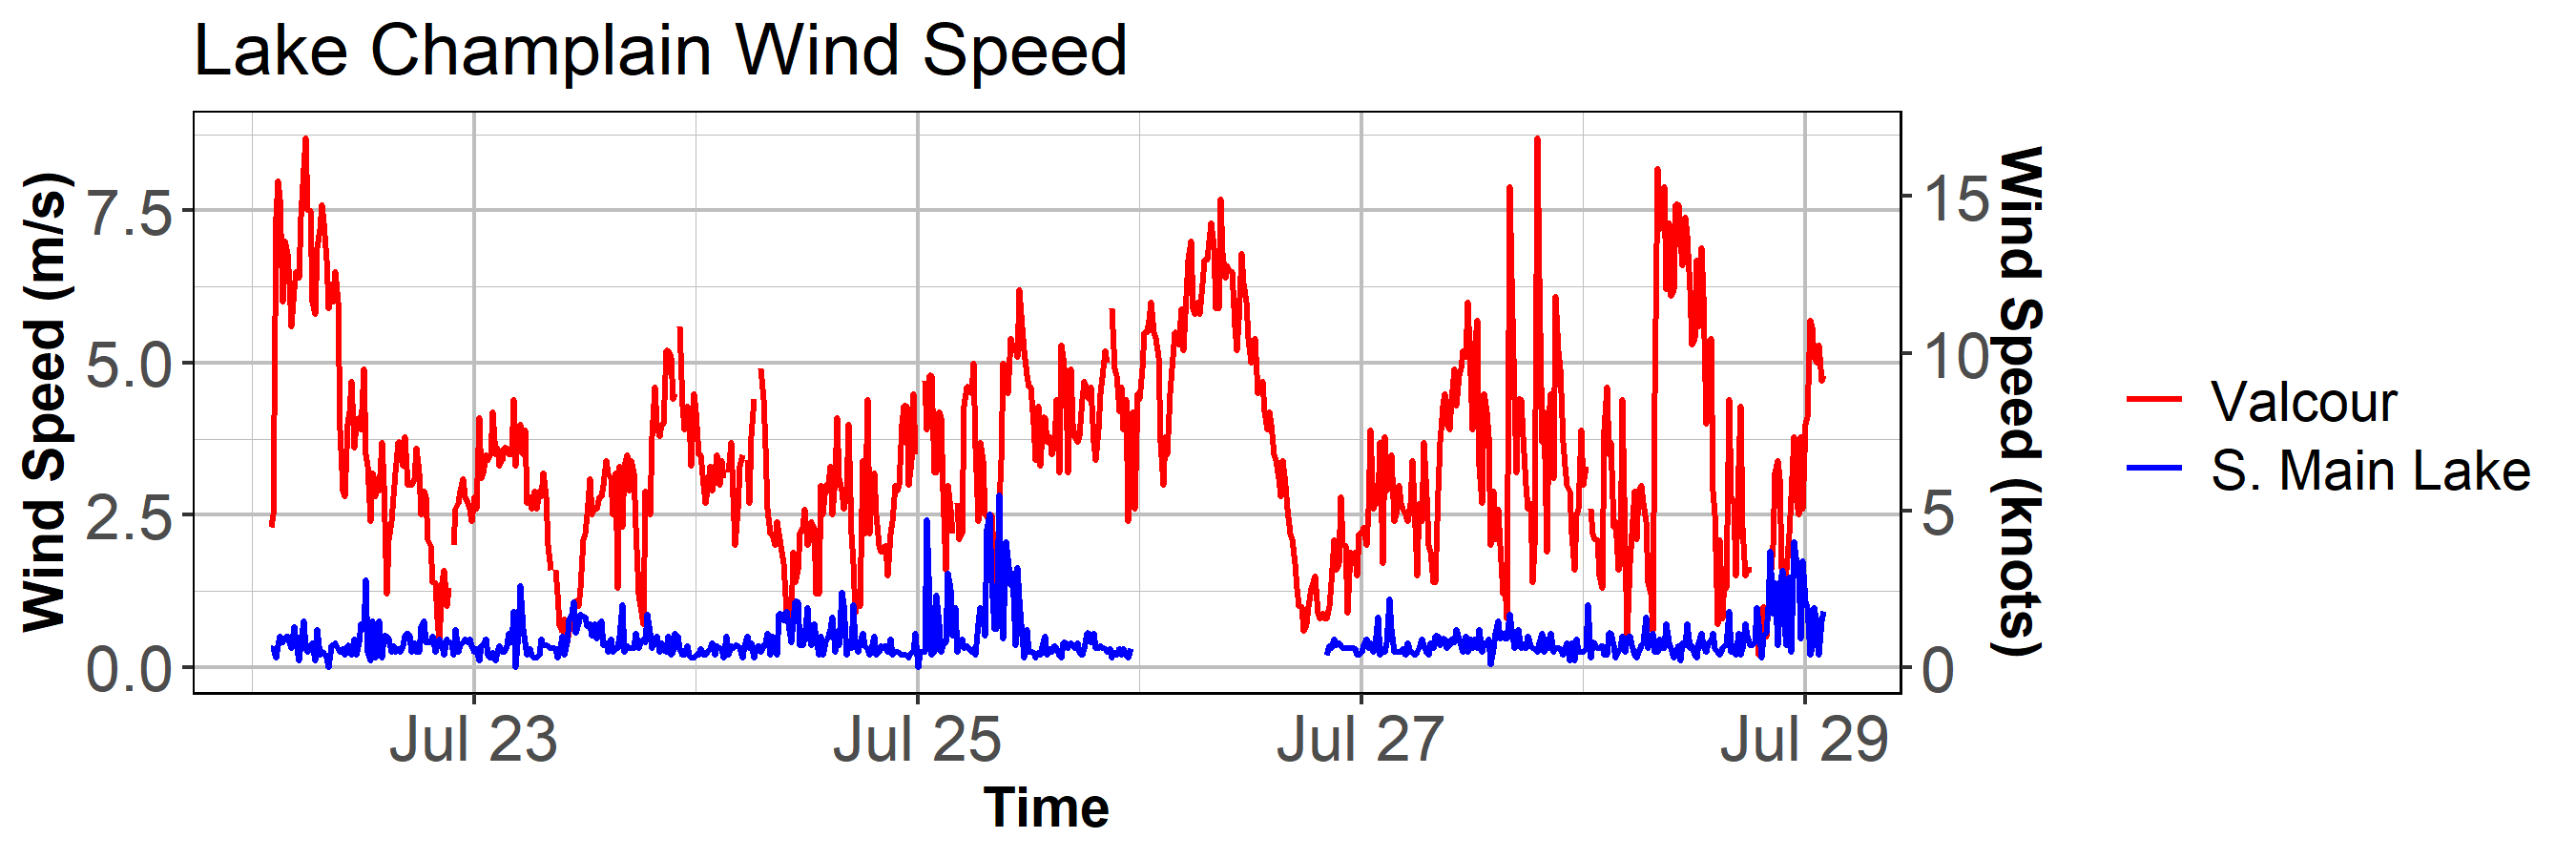 Lake Champlain Wind Speed
Wind Speed (m/s)
7.5
5.0
2.5
0.0
15
10
5
0
Wind Speed (knots)
Jul 23
Jul 25
Jul 27
Jul 29
Time
Valcour
S. Main Lake